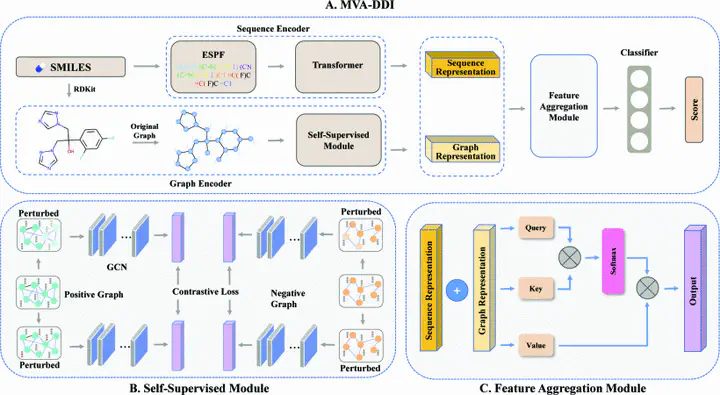 A. MVA-DDI
Sequence Encoder
SMILES
ESPF
Transformer
Sequence
Representation
RDKit
Original
Graph
OH
Self-Supervised
Module
Graph
Representation
Graph Encoder
Feature
Aggregation
Module
Classifier
Score
Perturbed
Perturbed
GCN
Positive Graph
Contrastive Loss
Negative
Graph
Perturbed
Perturbed
B. Self-Supervised Module
Sequence Representation
Graph Representation
Query
Key
Value
Softmax
Output
C. Feature Aggregation Module